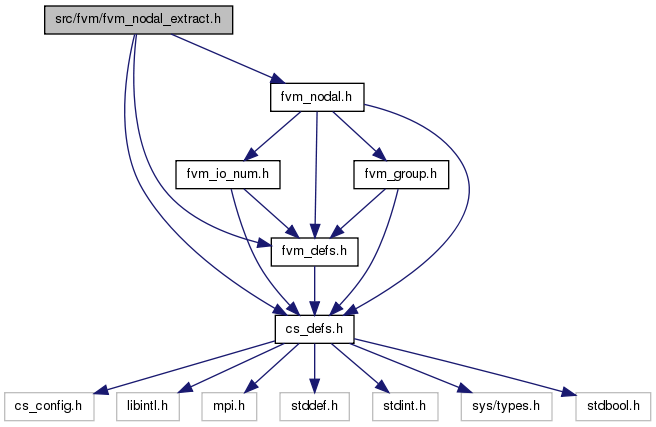 src/fvm/fvm_nodal_extract.h
fvm_nodal.h
fvm_io_num.h
fvm_group.h
fvm_defs.h
cs_defs.h
cs_config.h
libintl.h
mpi.h
stddef.h
stdint.h
sys/types.h
stdbool.h